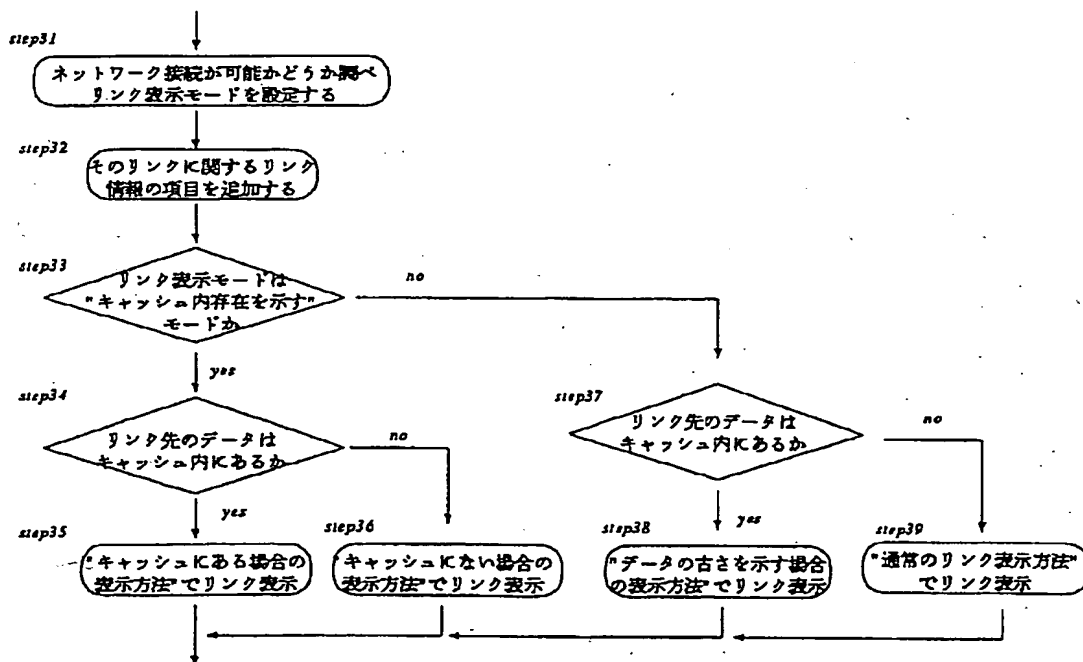 step31
ネットワーク接続が可能かどうか調べ
リンク表示モードを設定する
step32
そのリンクに関するリンク
情報の項目を追加する
step33
リンク表示モードは
"キャッシュ内存在を示す"
モードか
no
yes
step34
リンク先のデータは
キャッシュ内にあるか
no
yes
step37
リンク先のデータは
キャッシュ内にあるか
no
yes
step35
"キャッシュにある場合の
表示方法"でリンク表示
step36
"キャッシュにない場合の
表示方法"でリンク表示
step38
"データの古さを示す場合
の表示方法"でリンク表示
step39
"通常のリンク表示方法"
でリンク表示